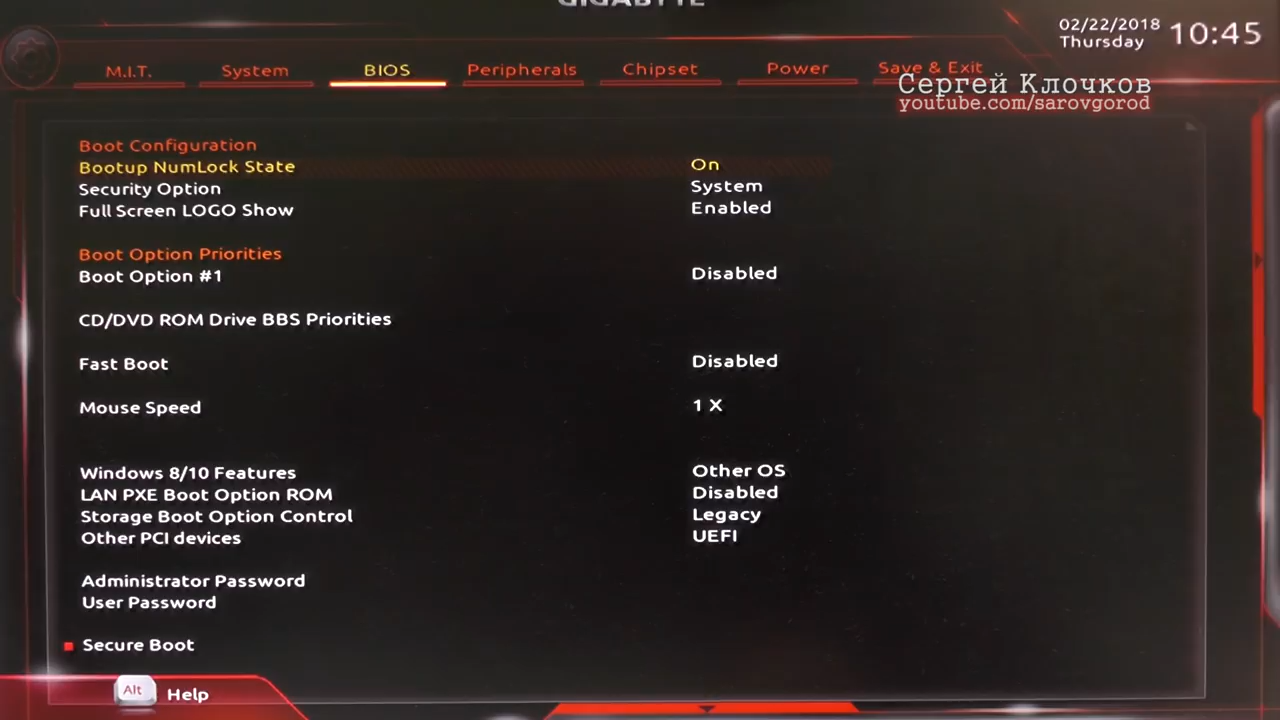 GIGABYTE
02/22/2018
Thursday
10:45
M.I.T.
System
BIOS
Peripherals
Chipset
Power
Save & Exit
Сергей Клочков
youtube.com/sarovgorod
Boot Configuration
Bootup NumLock State On
Security Option System
Full Screen LOGO Show Enabled
Boot Option Priorities
Boot Option #1 Disabled
CD/DVD ROM Drive BBS Priorities
Fast Boot Disabled
Mouse Speed 1 X
Windows 8/10 Features Other OS
LAN PXE Boot Option ROM Disabled
Storage Boot Option Control Legacy
Other PCI devices UEFI
Administrator Password
User Password
Secure Boot
Alt Help